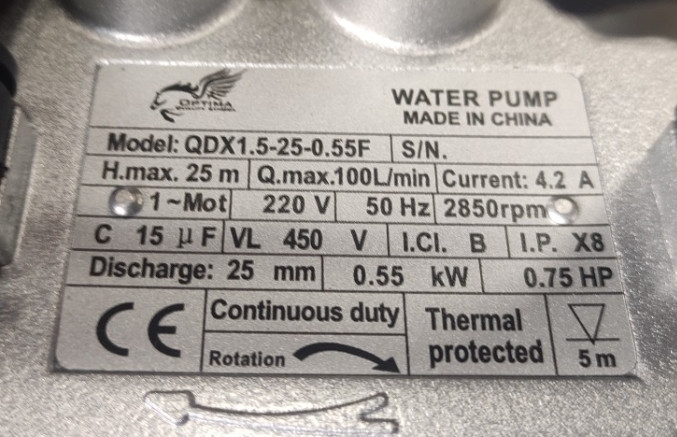 OPTIMA
WATER PUMP
MADE IN CHINA
Model: QDX1.5-25-0.55F S/N.
H.max. 25 m Q.max.100L/min Current: 4.2 A
1~Mot 220 V 50 Hz 2850rpm
C 15 μF VL 450 V I.Cl. B I.P. X8
Discharge: 25 mm 0.55 kW 0.75 HP
CE Continuous duty Thermal protected
Rotation 5 m